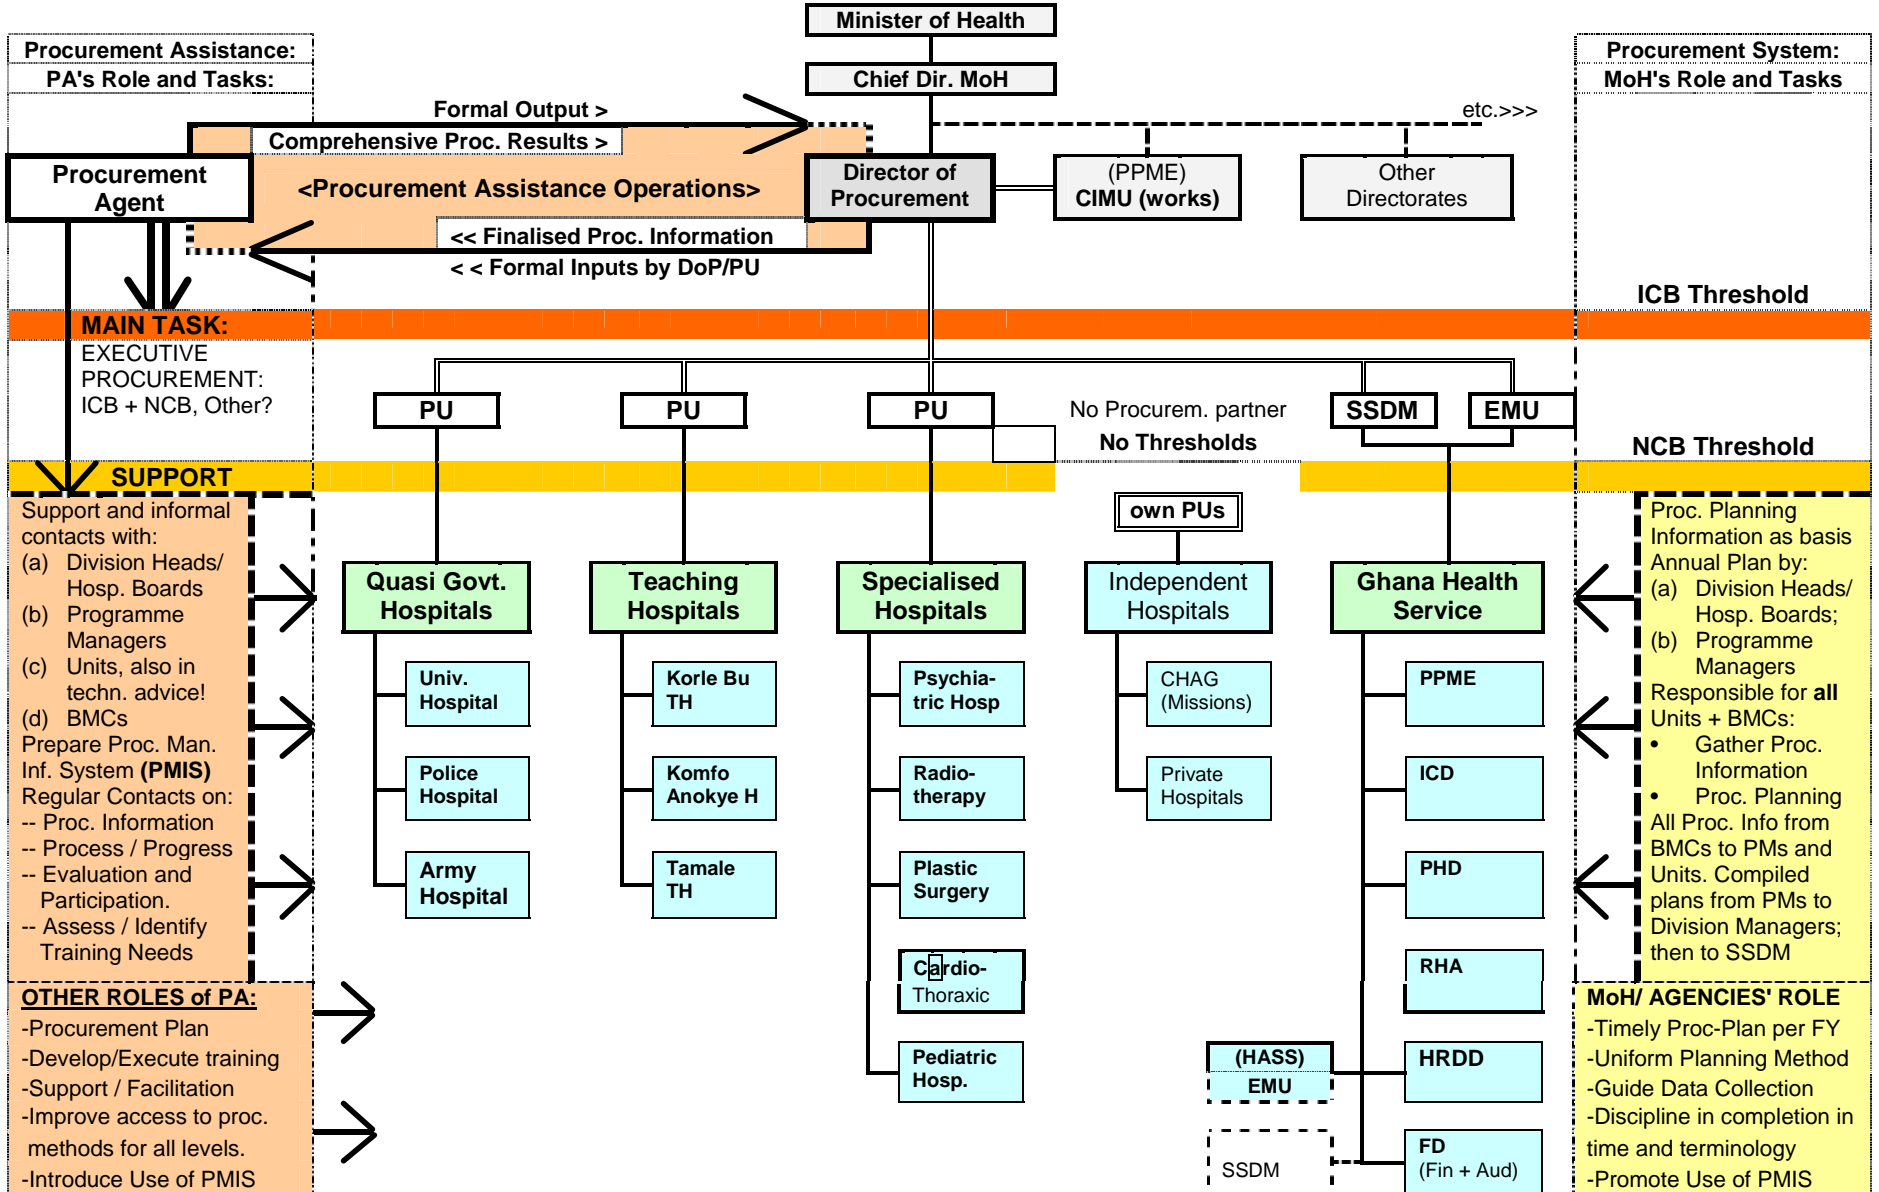 Minister of Health
Procurement Assistance:
PA's Role and Tasks:
Procurement System:
MoH's Role and Tasks
Chief Dir. MoH
Formal Output >
Comprehensive Proc. Results >
etc.>>>
Procurement
Agent
<Procurement Assistance Operations>
Director of
Procurement
(PPME)
CIMU (works)
Other
Directorates
<< Finalised Proc. Information
< < Formal Inputs by DoP/PU
ICB Threshold
MAIN TASK:
EXECUTIVE
PROCUREMENT:
ICB + NCB, Other?
PU
PU
PU
No Procurem. partner
No Thresholds
SSDM
EMU
NCB Threshold
SUPPORT
Support and informal
contacts with:
(a) Division Heads/
Hosp. Boards
(b) Programme
Managers
(c) Units, also in
techn. advice!
(d) BMCs
Prepare Proc. Man.
Inf. System (PMIS)
Regular Contacts on:
-- Proc. Information
-- Process / Progress
-- Evaluation and
Participation.
-- Assess / Identify
Training Needs
OTHER ROLES of PA:
-Procurement Plan
-Develop/Execute training
-Support / Facilitation
-Improve access to proc.
methods for all levels.
-Introduce Use of PMIS
Quasi Govt.
Hospitals
Univ.
Hospital
Police
Hospital
Army
Hospital
Teaching
Hospitals
Korle Bu
TH
Komfo
Anokye H
Tamale
TH
Specialised
Hospitals
Psychia-
tric Hosp
Radio-
therapy
Plastic
Surgery
Cardio-
Thoraxic
Pediatric
Hosp.
own PUs
Independent
Hospitals
CHAG
(Missions)
Private
Hospitals
Ghana Health
Service
PPME
ICD
PHD
RHA
HRDD
FD
(Fin + Aud)
(HASS)
EMU
SSDM
Proc. Planning
Information as basis
Annual Plan by:
(a) Division Heads/
Hosp. Boards;
(b) Programme
Managers
Responsible for all
Units + BMCs:
• Gather Proc.
Information
• Proc. Planning
All Proc. Info from
BMCs to PMs and
Units. Compiled
plans from PMs to
Division Managers;
then to SSDM
MoH/ AGENCIES' ROLE
-Timely Proc-Plan per FY
-Uniform Planning Method
-Guide Data Collection
-Discipline in completion in
time and terminology
-Promote Use of PMIS